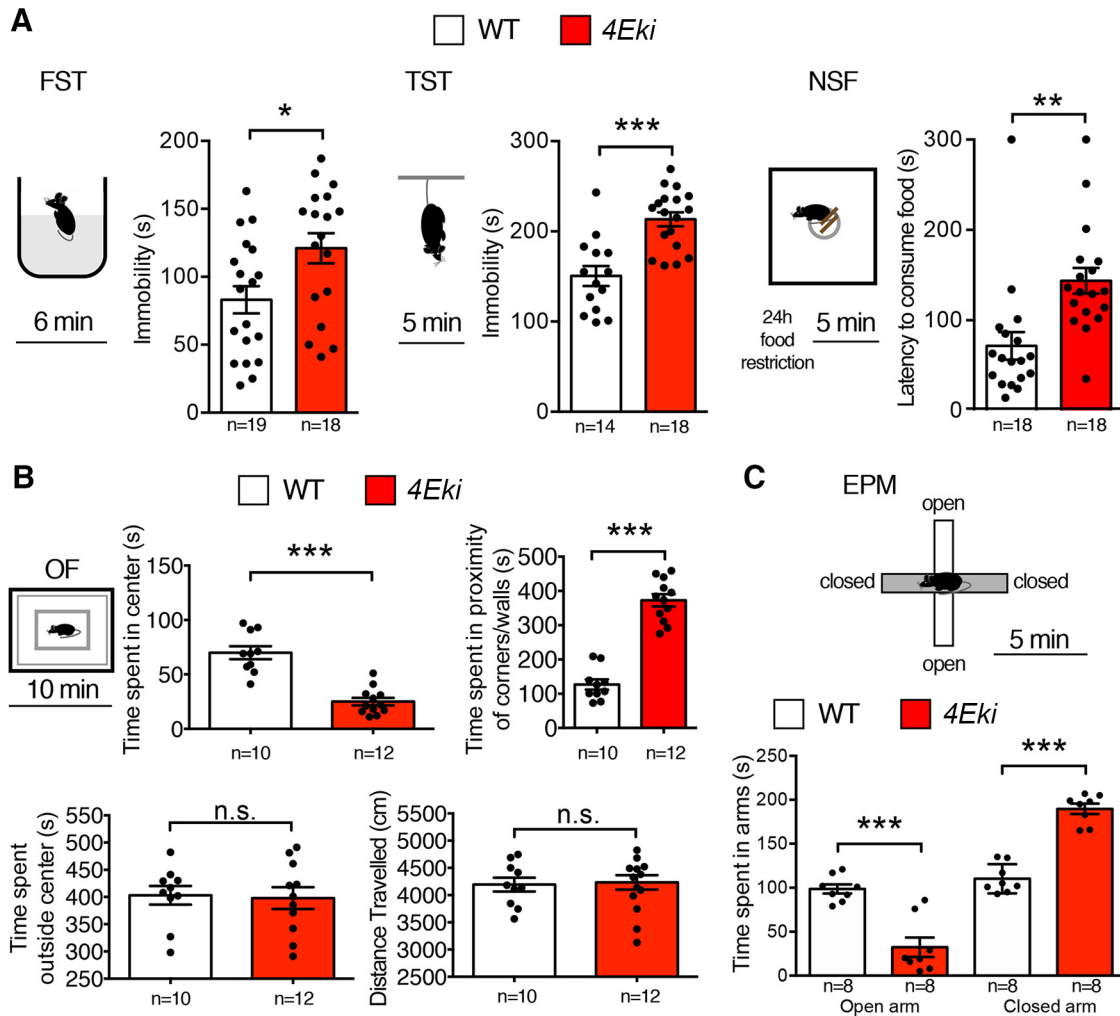 A
WT 4Eki
FST
TST
NSF
*
***
**
Immobility (s)
200
150
100
50
0
n=19 n=18
6 min
Immobility (s)
300
200
100
0
n=14 n=18
5 min
Latency to consume food (s)
300
200
100
0
n=18 n=18
24h
food
restriction
5 min
B
WT 4Eki
OF
10 min
Time spent in center (s)
150
100
50
0
***
n=10 n=12
Time spent in proximity
of corners/walls (s)
500
400
300
200
100
0
***
n=10 n=12
Time spent
outside center (s)
550
500
450
400
350
300
250
n.s.
n=10 n=12
Distance Travelled (cm)
5500
5000
4500
4000
3500
3000
2500
n.s.
n=10 n=12
C
EPM
open
closed closed
open
5 min
WT 4Eki
Time spent in arms (s)
250
200
150
100
50
0
***
***
n=8 n=8 n=8 n=8
Open arm Closed arm